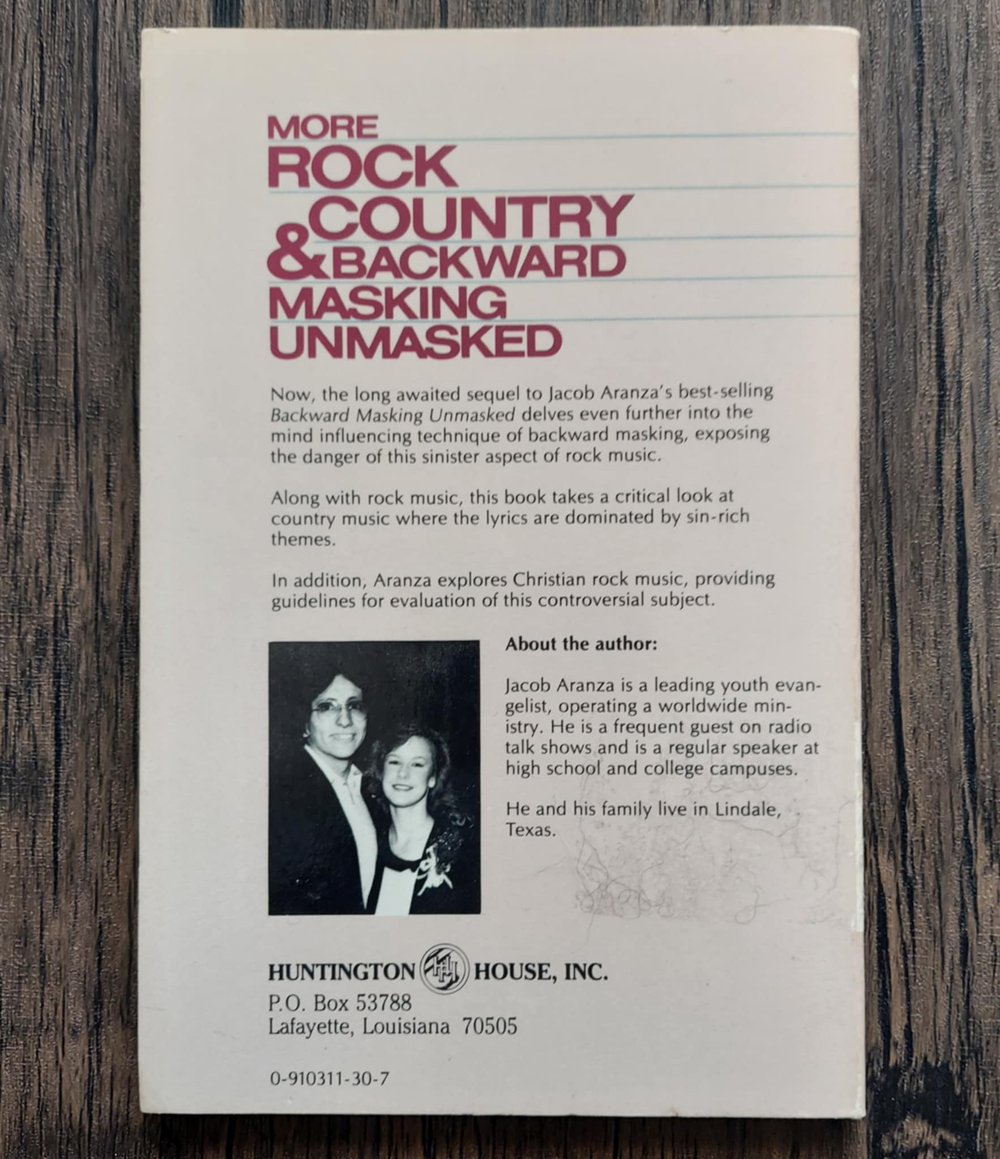 MORE
ROCK
COUNTRY
& BACKWARD
MASKING
UNMASKED
Now, the long awaited sequel to Jacob Aranza's best-selling
Backward Masking Unmasked delves even further into the
mind influencing technique of backward masking, exposing
the danger of this sinister aspect of rock music.
Along with rock music, this book takes a critical look at
country music where the lyrics are dominated by sin-rich
themes.
In addition, Aranza explores Christian rock music, providing
guidelines for evaluation of this controversial subject.
About the author:
Jacob Aranza is a leading youth evan-
gelist, operating a worldwide min-
istry. He is a frequent guest on radio
talk shows and is a regular speaker at
high school and college campuses.
He and his family live in Lindale,
Texas.
HUNTINGTON HH HOUSE, INC.
P.O. Box 53788
Lafayette, Louisiana 70505
0-910311-30-7